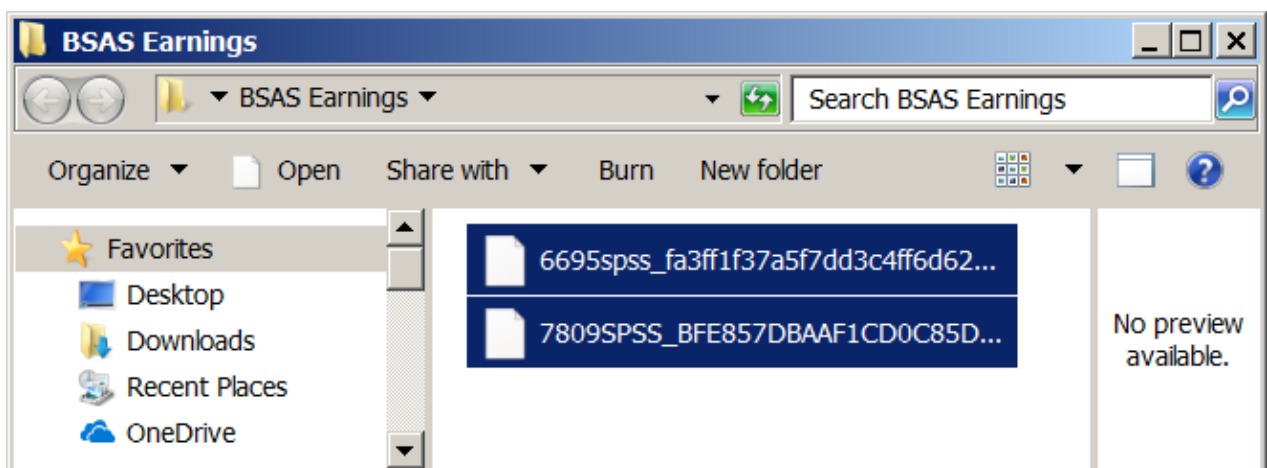 BSAS Earnings
BSAS Earnings
Search BSAS Earnings
Organize
Open
Share with
Burn
New folder
Favorites
Desktop
Downloads
Recent Places
OneDrive
6695spss_fa3ff1f37a5f7dd3c4ff6d62...
7809SPSS_BFE857DBAAF1CD0C85D...
No preview
available.